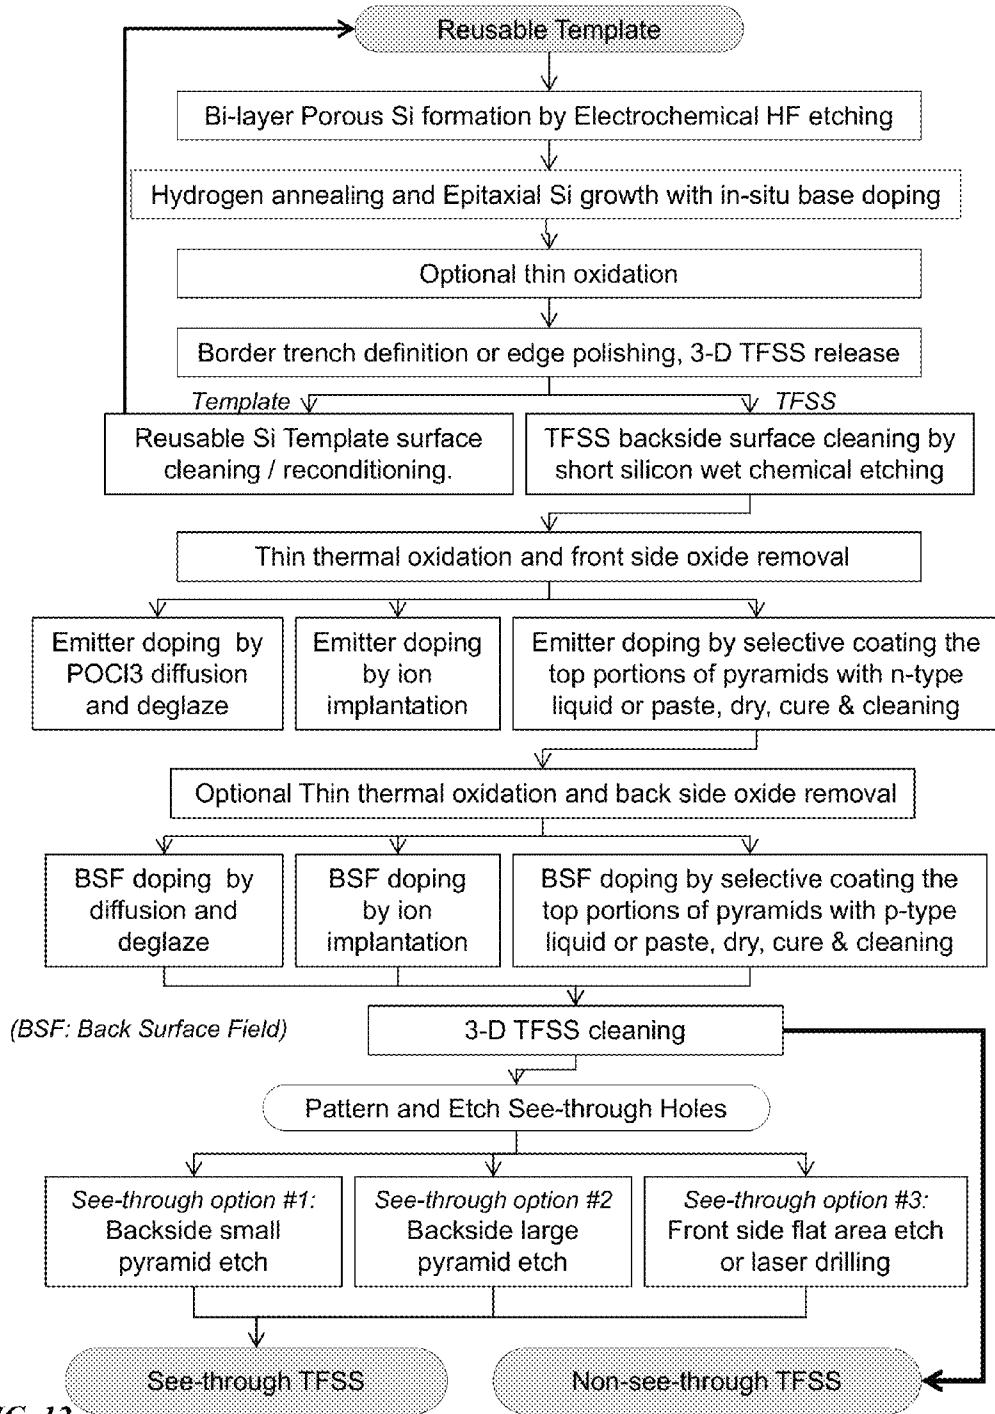 Reusable Template
Bi-layer Porous Si formation by Electrochemical HF etching
Hydrogen annealing and Epitaxial Si growth with in-situ base doping
Optional thin oxidation
Border trench definition or edge polishing, 3-D TFSS release
Template
TFSS
Reusable Si Template surface
cleaning / reconditioning.
TFSS backside surface cleaning by
short silicon wet chemical etching
Thin thermal oxidation and front side oxide removal
Emitter doping by
POCl3 diffusion
and deglaze
Emitter doping
by ion
implantation
Emitter doping by selective coating the
top portions of pyramids with n-type
liquid or paste, dry, cure & cleaning
Optional Thin thermal oxidation and back side oxide removal
BSF doping by
diffusion and
deglaze
BSF doping
by ion
implantation
BSF doping by selective coating the
top portions of pyramids with p-type
liquid or paste, dry, cure & cleaning
(BSF: Back Surface Field)
3-D TFSS cleaning
Pattern and Etch See-through Holes
See-through option #1:
Backside small
pyramid etch
See-through option #2
Backside large
pyramid etch
See-through option #3:
Front side flat area etch
or laser drilling
See-through TFSS
Non-see-through TFSS